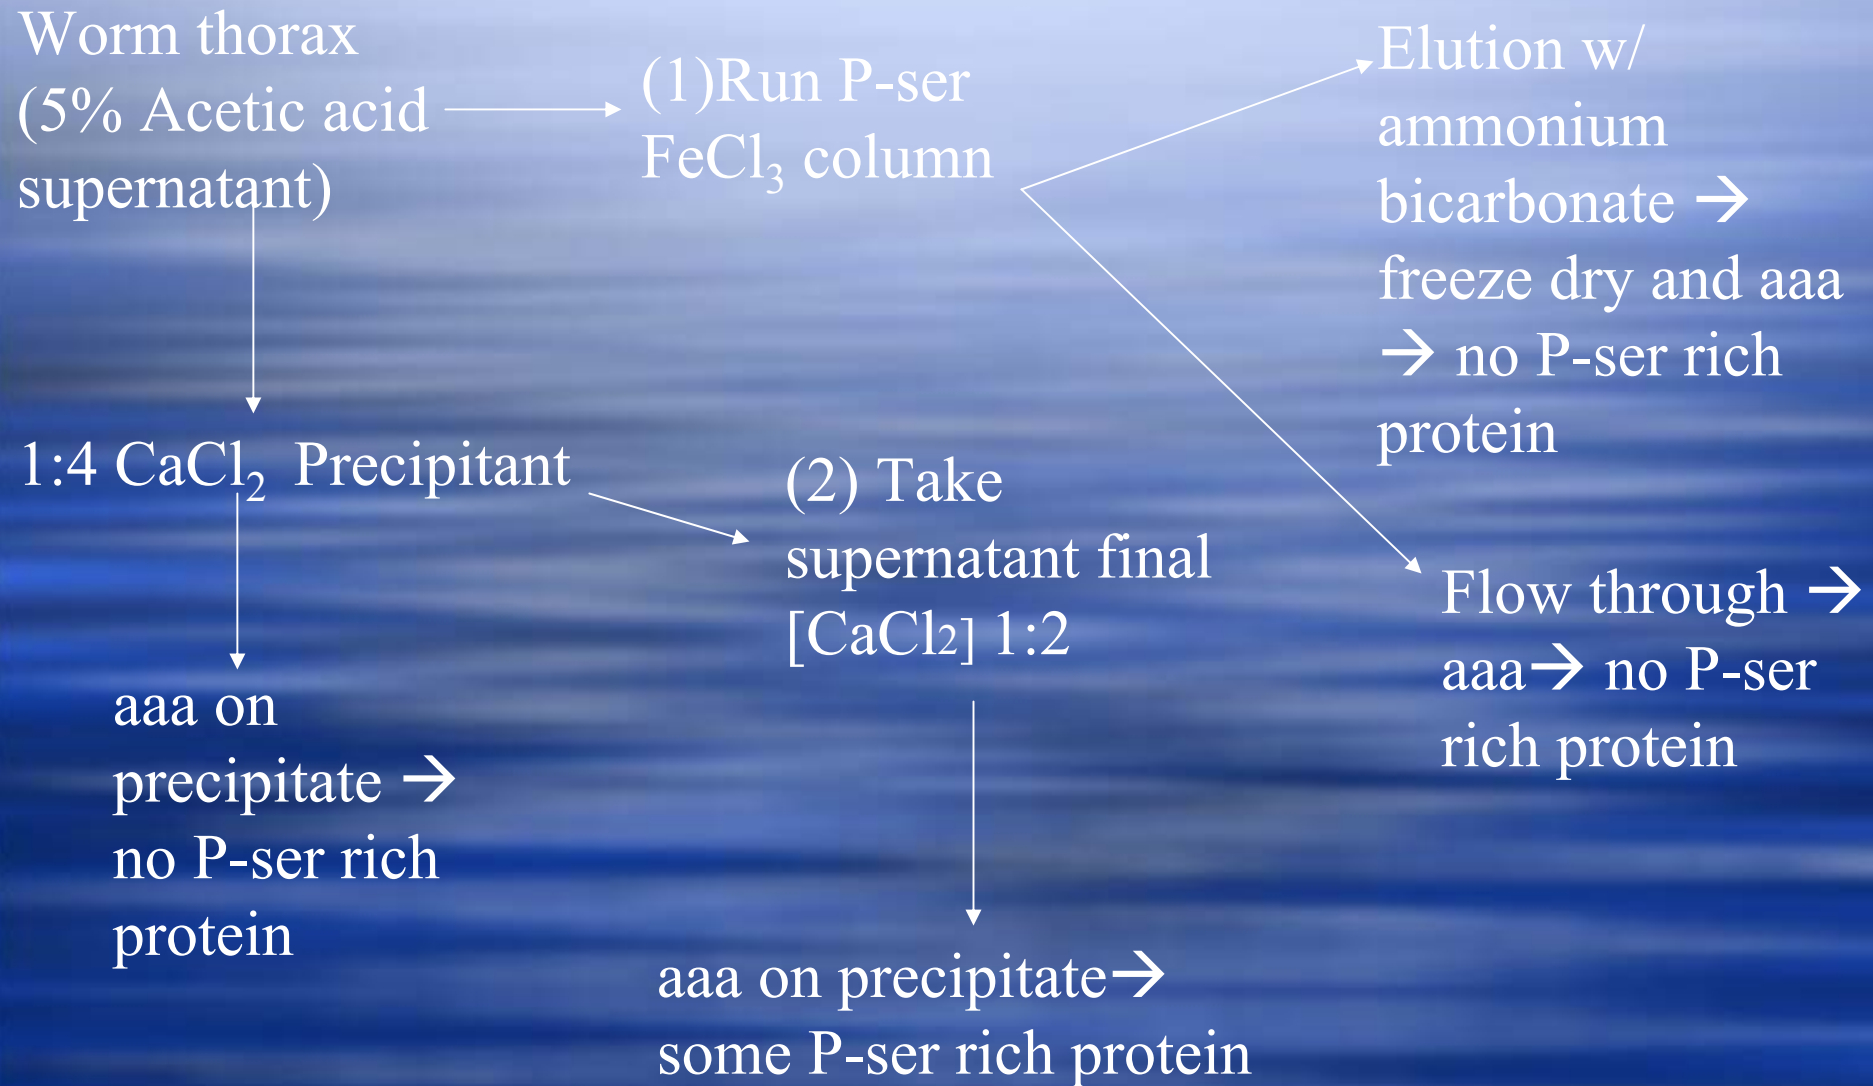 Worm thorax
(5% Acetic acid
supernatant)
(1)Run P-ser
FeCl₃ column
Elution w/
ammonium
bicarbonate →
freeze dry and aaa
→ no P-ser rich
protein
1:4 CaCl₂ Precipitant
(2) Take
supernatant final
[CaCl2] 1:2
Flow through →
aaa→ no P-ser
rich protein
aaa on
precipitate →
no P-ser rich
protein
aaa on precipitate→
some P-ser rich protein